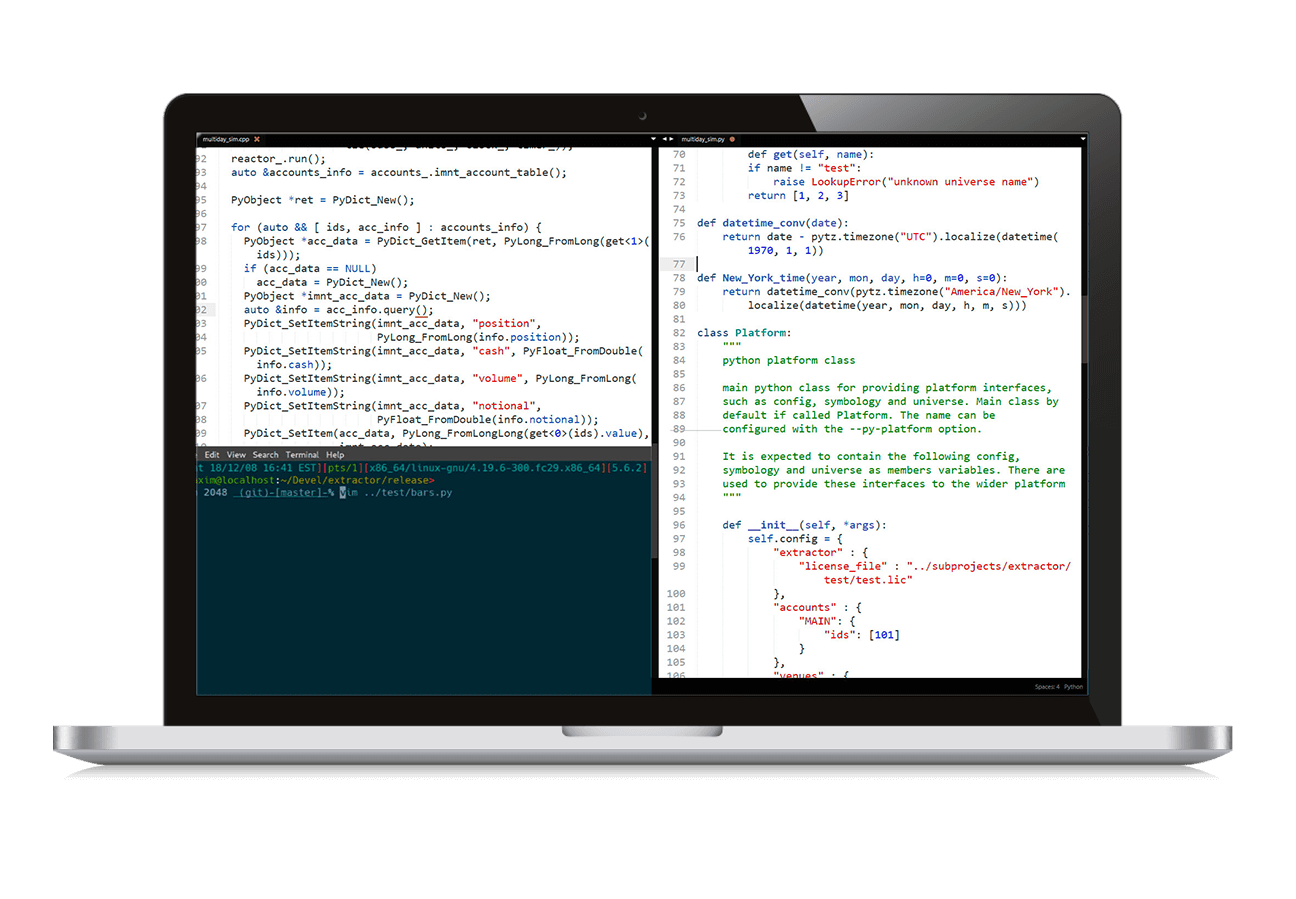 multiday_sim.cpp
92 reactor_.run();
93 auto &accounts_info = accounts_.imnt_account_table();
94
95 PyObject *ret = PyDict_New();
96
97 for (auto && [ ids, acc_info ] : accounts_info) {
98 PyObject *acc_data = PyDict_GetItem(ret, PyLong_FromLong(get<1>(
ids)));
99 if (acc_data == NULL)
00 acc_data = PyDict_New();
01 PyObject *imnt_acc_data = PyDict_New();
02 auto &info = acc_info.query();
03 PyDict_SetItemString(imnt_acc_data, "position",
04 PyLong_FromLong(info.position));
05 PyDict_SetItemString(imnt_acc_data, "cash", PyFloat_FromDouble(
info.cash));
06 PyDict_SetItemString(imnt_acc_data, "volume", PyLong_FromLong(
info.volume));
07 PyDict_SetItemString(imnt_acc_data, "notional",
08 PyFloat_FromDouble(info.notional));
09 PyDict_SetItem(acc_data, PyLong_FromLongLong(get<0>(ids).value),
Edit View Search Terminal Help
t 18/12/08 16:41 EST][pts/1][x86_64/linux-gnu/4.19.6-300.fc29.x86_64][5.6.2]
xim@localhost:~/Devel/extractor/release>
2048 (git)-[master]-% vim ../test/bars.py
multiday_sim.py
70 def get(self, name):
71 if name != "test":
72 raise LookupError("unknown universe name")
73 return [1, 2, 3]
74
75 def datetime_conv(date):
76 return date - pytz.timezone("UTC").localize(datetime(
1970, 1, 1))
77
78 def New_York_time(year, mon, day, h=0, m=0, s=0):
79 return datetime_conv(pytz.timezone("America/New_York").
80 localize(datetime(year, mon, day, h, m, s)))
81
82 class Platform:
83 """
84 python platform class
85
86 main python class for providing platform interfaces,
87 such as config, symbology and universe. Main class by
88 default if called Platform. The name can be
89 configured with the --py-platform option.
90
91 It is expected to contain the following config,
92 symbology and universe as members variables. There are
93 used to provide these interfaces to the wider platform
94 """
95
96 def __init__(self, *args):
97 self.config = {
98 "extractor" : {
99 "license_file" : "../subprojects/extractor/
test/test.lic"
100 },
101 "accounts" : {
102 "MAIN": {
103 "ids": [101]
104 }
105 },
106 "venues" : {
Spaces: 4 Python